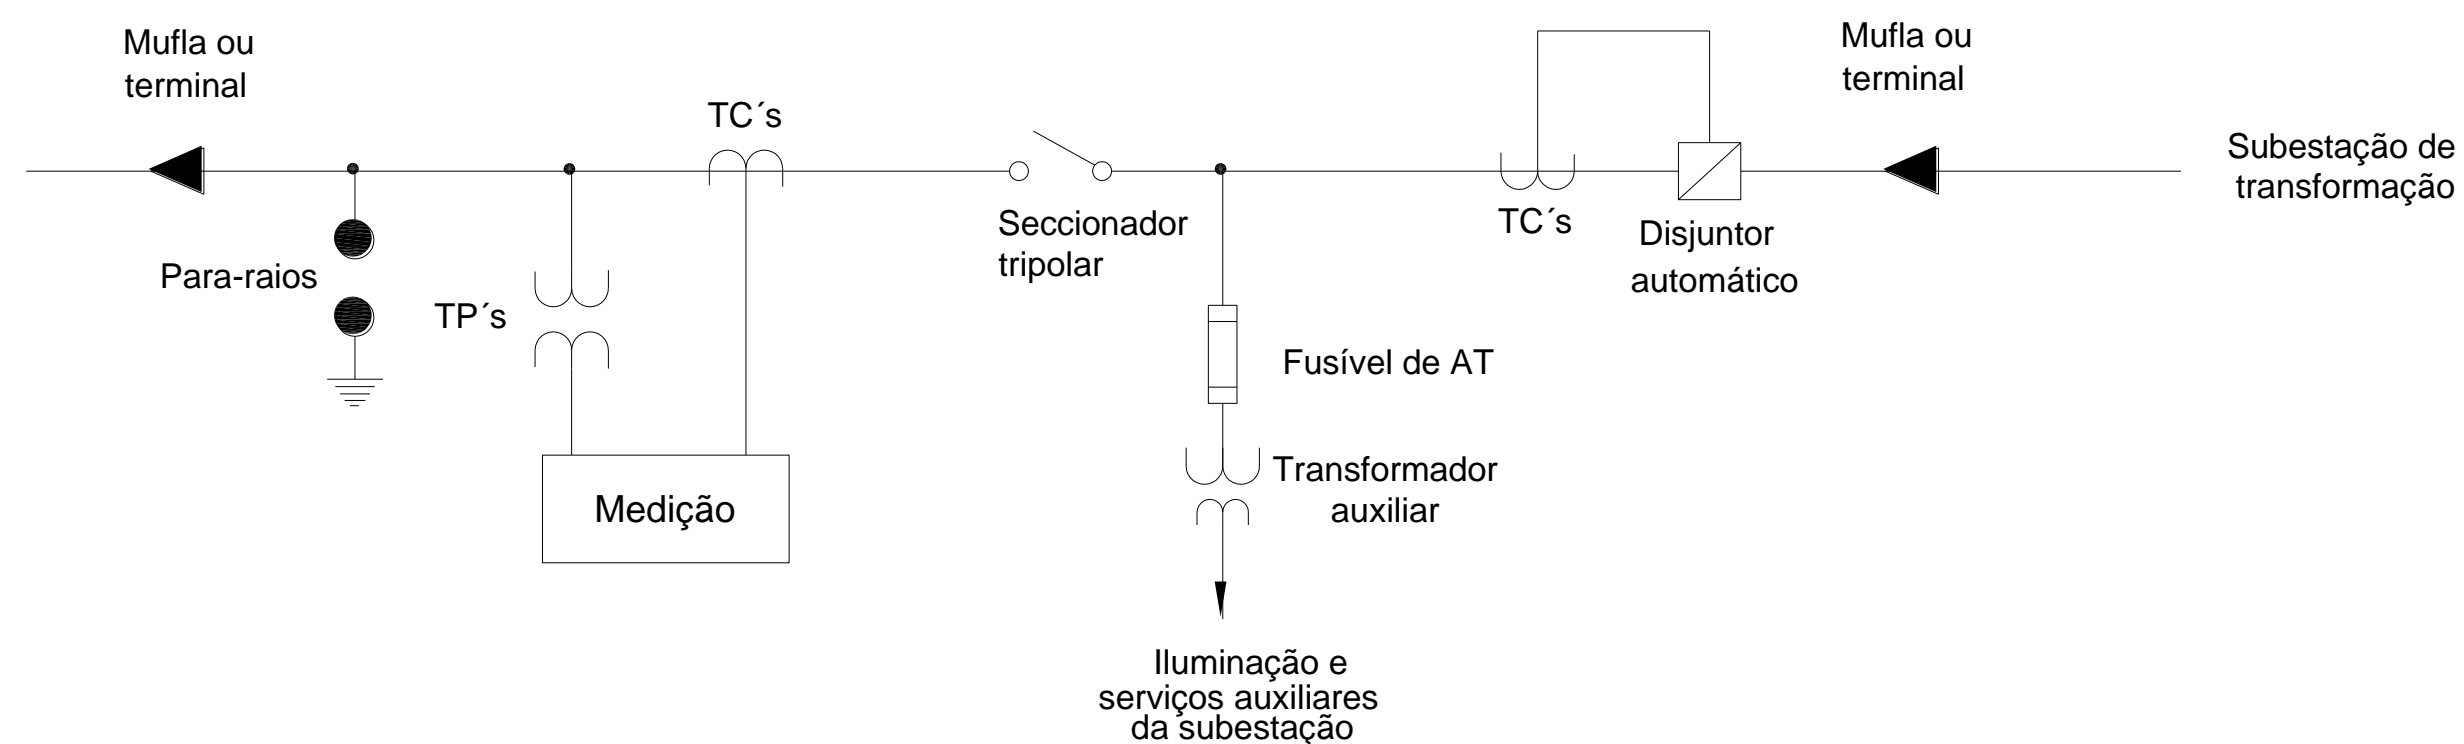 Mufla ou
terminal
TC´s
Mufla ou
terminal
Subestação de
transformação
Para-raios
TP´s
Seccionador
tripolar
TC´s
Disjuntor
automático
Fusível de AT
Medição
Transformador
auxiliar
Iluminação e
serviços auxiliares
da subestação